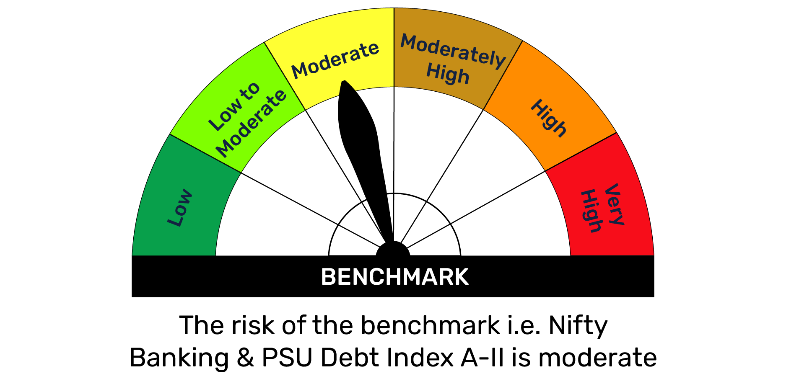 Low
Low to
Moderate
Moderate
Moderately
High
High
Very
High
BENCHMARK
The risk of the benchmark i.e. Nifty
Banking & PSU Debt Index A-II is moderate